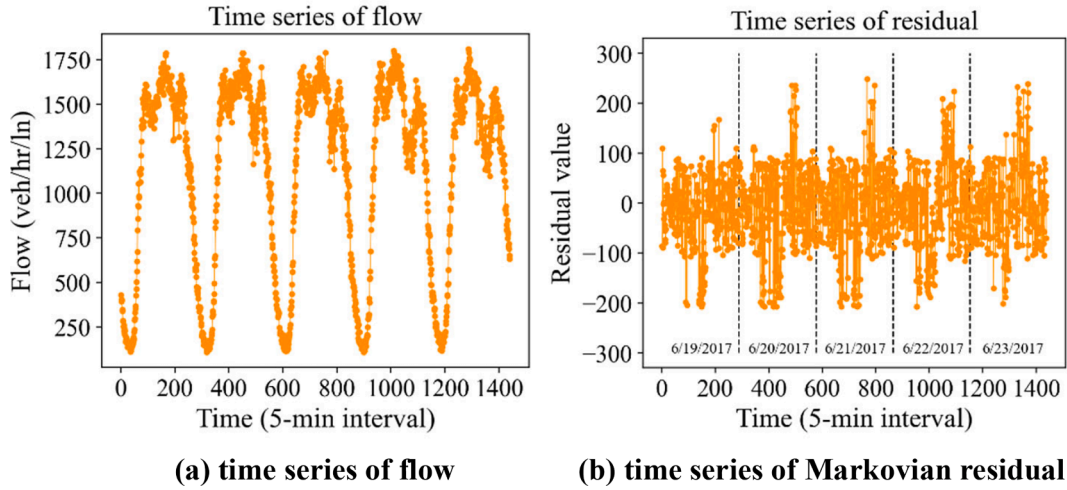 Time series of flow
Flow (veh/hr/ln)
1750
1500
1250
1000
750
500
250
0 200 400 600 800 1000 1200 1400
Time (5-min interval)
(a) time series of flow
Time series of residual
Residual value
300
200
100
0
−100
−200
−300
6/19/2017 6/20/2017 6/21/2017 6/22/2017 6/23/2017
0 200 400 600 800 1000 1200 1400
Time (5-min interval)
(b) time series of Markovian residual